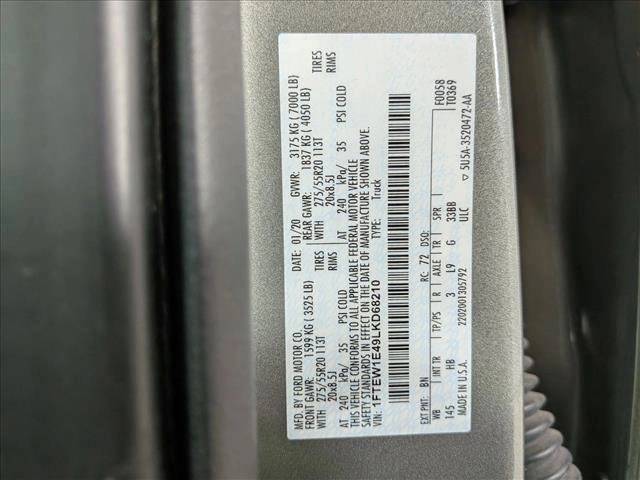 MFD. BY FORD MOTOR CO. DATE: 01/20 GVWR: 3175 KG ( 7000 LB)
FRONT GAWR: 1599 KG ( 3525 LB) REAR GAWR: 1837 KG ( 4050 LB)
WITH 275/55R20 113T TIRES WITH 275/55R20 113T TIRES
20x8.5J RIMS 20x8.5J RIMS
AT 240 kPa/ 35 PSI COLD AT 240 kPa/ 35 PSI COLD
THIS VEHICLE CONFORMS TO ALL APPLICABLE FEDERAL MOTOR VEHICLE
SAFETY STANDARDS IN EFFECT ON THE DATE OF MANUFACTURE SHOWN ABOVE.
VIN: 1FTEW1E49LKD68210 TYPE: Truck
F0058
EXT PNT: BN RC: 72 DSO: T0369
WB INT TR TP/PS R AXLE TR SPR
145 HB 3 L9 G 33BB
MADE IN U.S.A. ULC ▽ 5U5A-3520472-AA
2202001305792